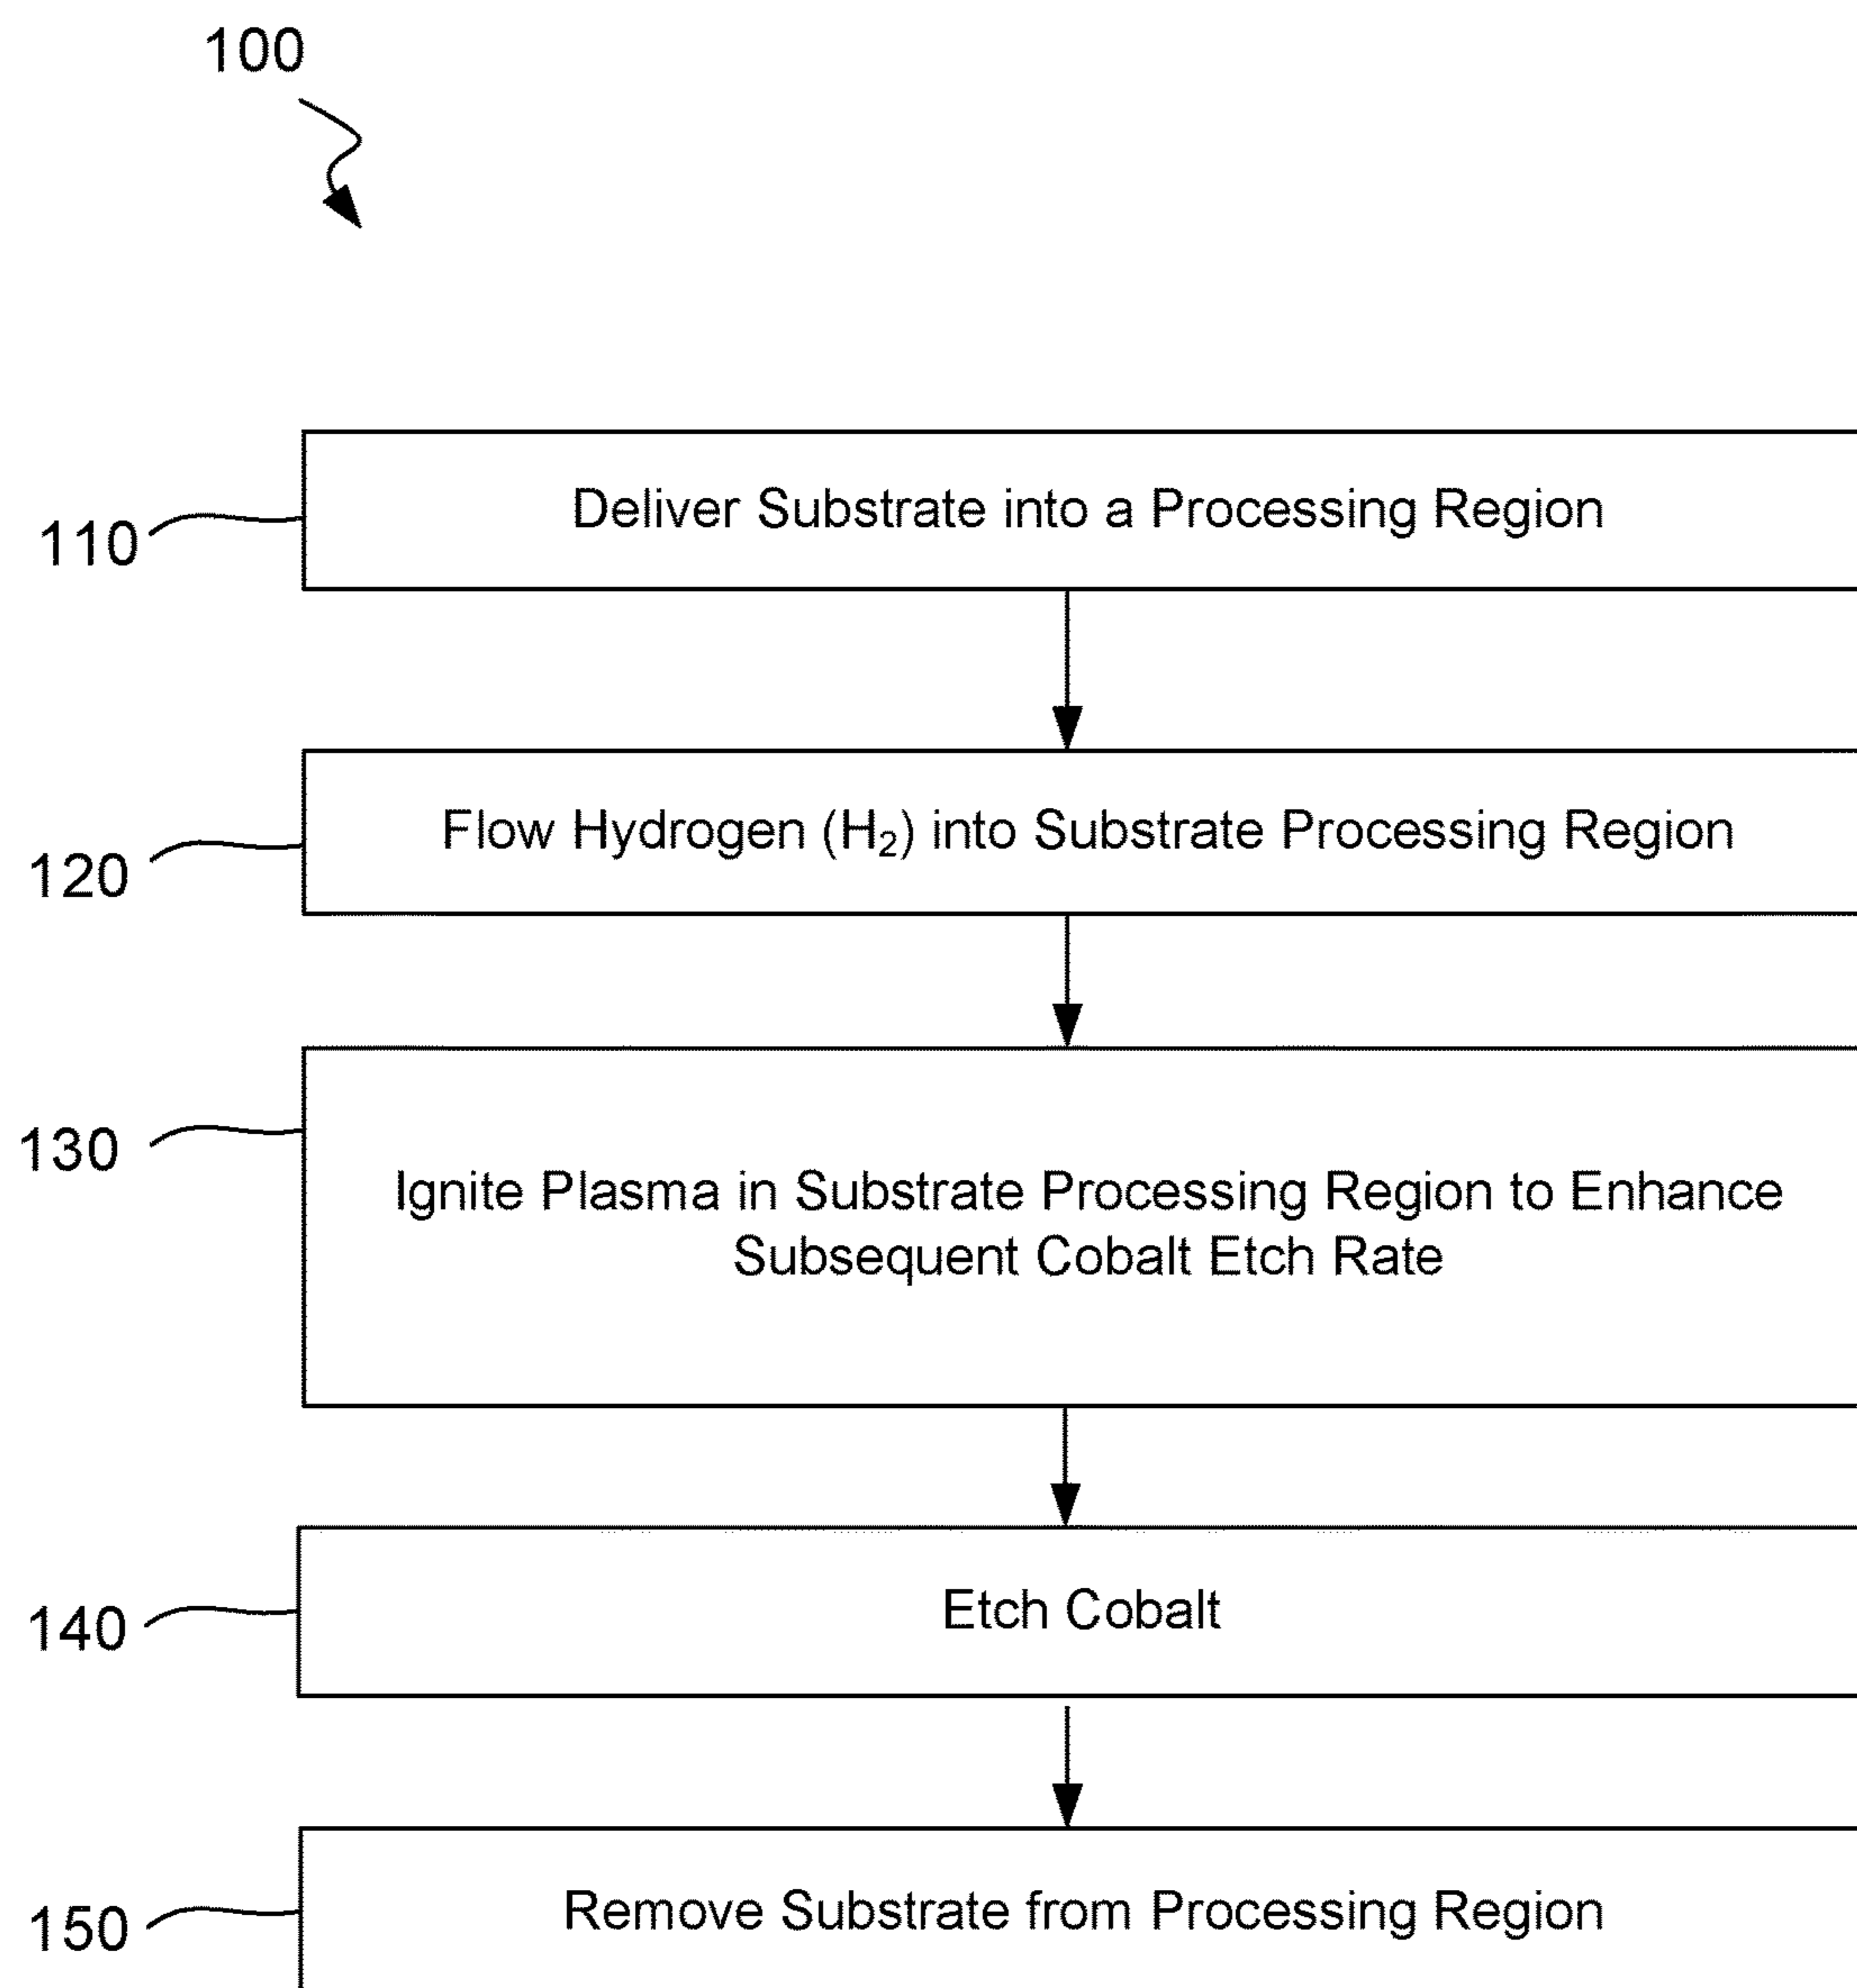 100
110
Deliver Substrate into a Processing Region
120
Flow Hydrogen (H₂) into Substrate Processing Region
130
Ignite Plasma in Substrate Processing Region to Enhance
Subsequent Cobalt Etch Rate
140
Etch Cobalt
150
Remove Substrate from Processing Region